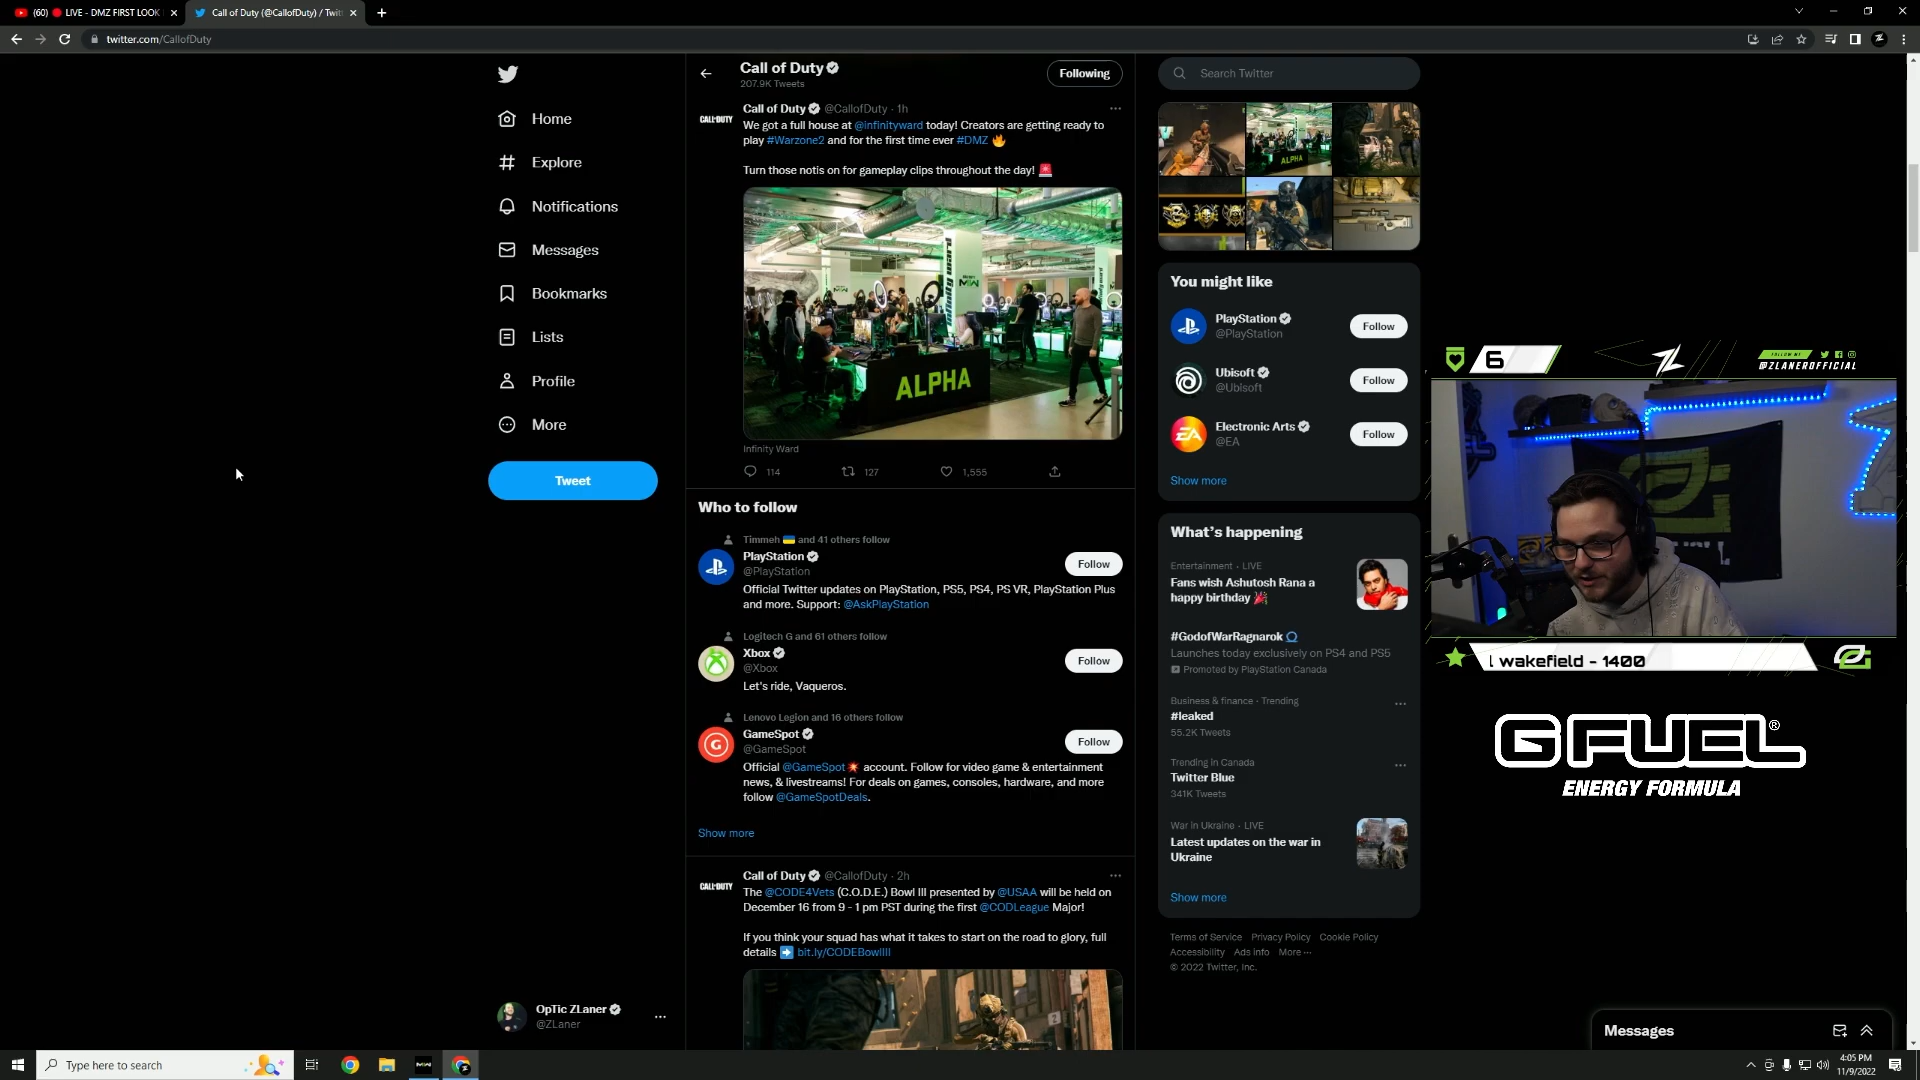 (60) LIVE - DMZ FIRST LOOK
Call of Duty (@CallofDuty) / Twit
twitter.com/CallofDuty
Home
Explore
Notifications
Messages
Bookmarks
Lists
Profile
More
Tweet
OpTic ZLaner
@ZLaner
Call of Duty
207.9K Tweets
Following
CALL OF DUTY
Call of Duty @CallofDuty · 1h
We got a full house at @infinityward today! Creators are getting ready to
play #Warzone2 and for the first time ever #DMZ 🔥
Turn those notis on for gameplay clips throughout the day! 🚨
MW
ALPHA
Infinity Ward
114
127
1,555
Who to follow
Timmeh 🇺🇦 and 41 others follow
PlayStation
@PlayStation
Follow
Official Twitter updates on PlayStation, PS5, PS4, PS VR, PlayStation Plus
and more. Support: @AskPlayStation
Logitech G and 61 others follow
Xbox
@Xbox
Follow
Let's ride, Vaqueros.
Lenovo Legion and 16 others follow
GameSpot
@GameSpot
Follow
Official @GameSpot💥 account. Follow for video game & entertainment
news, & livestreams! For deals on games, consoles, hardware, and more
follow @GameSpotDeals.
Show more
CALL OF DUTY
Call of Duty @CallofDuty · 2h
The @CODE4Vets (C.O.D.E.) Bowl III presented by @USAA will be held on
December 16 from 9 - 1 pm PST during the first @CODLeague Major!
If you think your squad has what it takes to start on the road to glory, full
details ➡️ bit.ly/CODEBowlIII
Search Twitter
ALPHA
You might like
PlayStation
@PlayStation
Follow
Ubisoft
@Ubisoft
Follow
EA
Electronic Arts
@EA
Follow
Show more
What's happening
Entertainment · LIVE
Fans wish Ashutosh Rana a
happy birthday 🎉
#GodofWarRagnarok
Launches today exclusively on PS4 and PS5
Promoted by PlayStation Canada
Business & finance · Trending
#leaked
55.2K Tweets
Trending in Canada
Twitter Blue
341K Tweets
War in Ukraine · LIVE
Latest updates on the war in
Ukraine
Show more
Terms of Service Privacy Policy Cookie Policy
Accessibility Ads info More ···
© 2022 Twitter, Inc.
6
FOLLOW ME
@ZLANEROFFICIAL
l wakefield - 1400
G FUEL®
ENERGY FORMULA
Messages
Type here to search
4:05 PM
11/9/2022